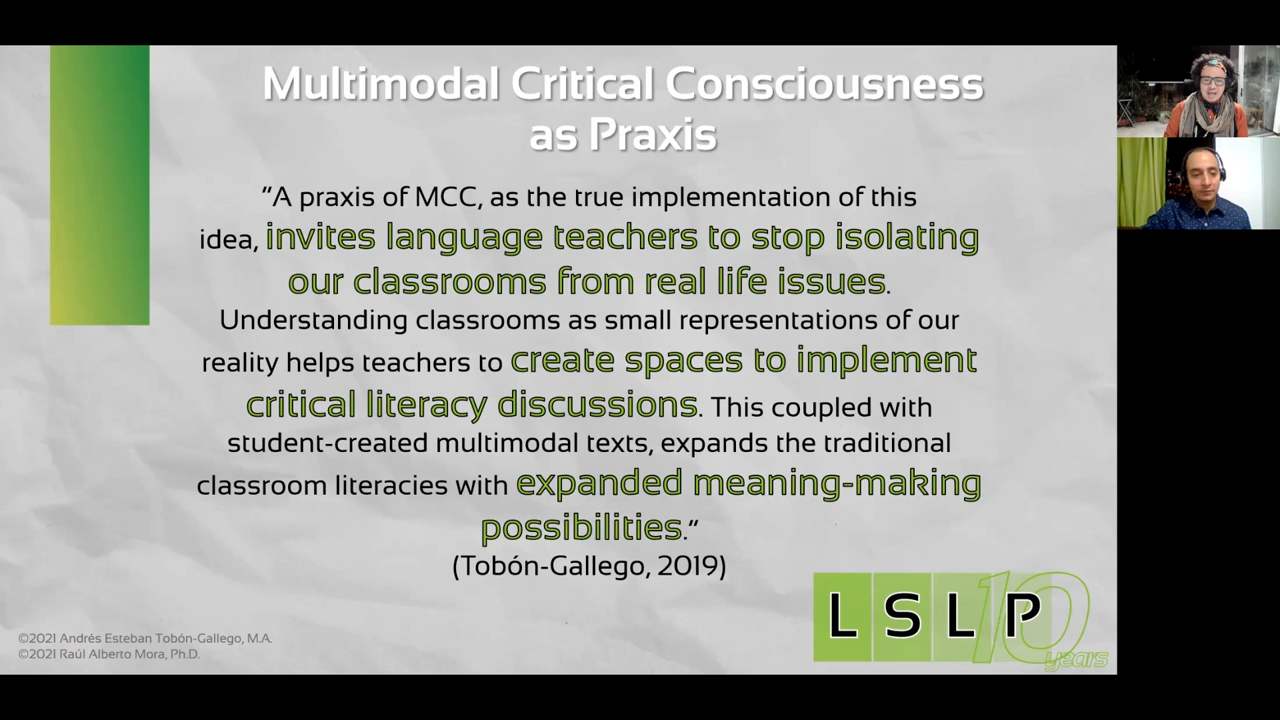 Multimodal Critical Consciousness
as Praxis
"A praxis of MCC, as the true implementation of this
idea, invites language teachers to stop isolating
our classrooms from real life issues.
Understanding classrooms as small representations of our
reality helps teachers to create spaces to implement
critical literacy discussions. This coupled with
student-created multimodal texts, expands the traditional
classroom literacies with expanded meaning-making
possibilities."
(Tobón-Gallego, 2019)
LSLP 10
years
©2021 Andrés Esteban Tobón-Gallego, M.A.
©2021 Raúl Alberto Mora, Ph.D.